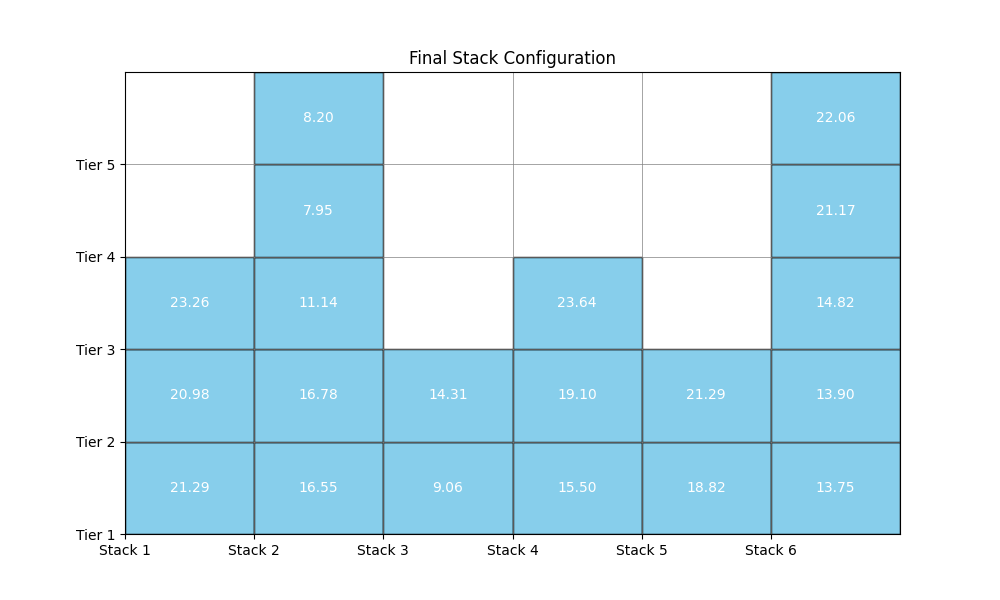 Final Stack Configuration
8.20 22.06
Tier 5
7.95 21.17
Tier 4
23.26 11.14 23.64 14.82
Tier 3
20.98 16.78 14.31 19.10 21.29 13.90
Tier 2
21.29 16.55 9.06 15.50 18.82 13.75
Tier 1
Stack 1 Stack 2 Stack 3 Stack 4 Stack 5 Stack 6